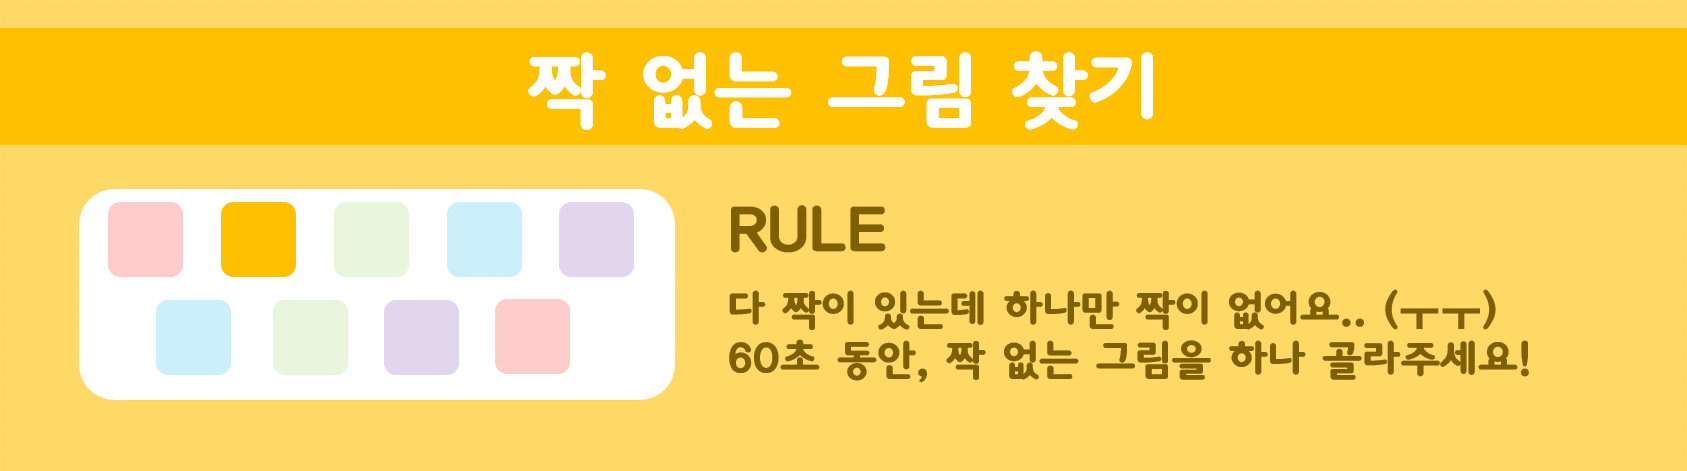 짝 없는 그림 찾기
RULE
다 짝이 있는데 하나만 짝이 없어요.. (ㅜㅜ)
60초 동안, 짝 없는 그림을 하나 골라주세요!